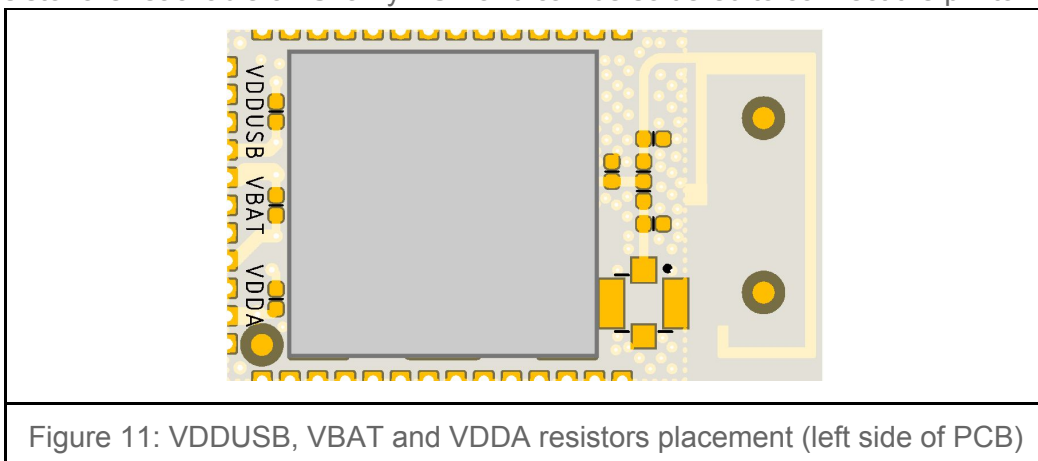 VDDUSB
VBAT
VDDA
Figure 11: VDDUSB, VBAT and VDDA resistors placement (left side of PCB)